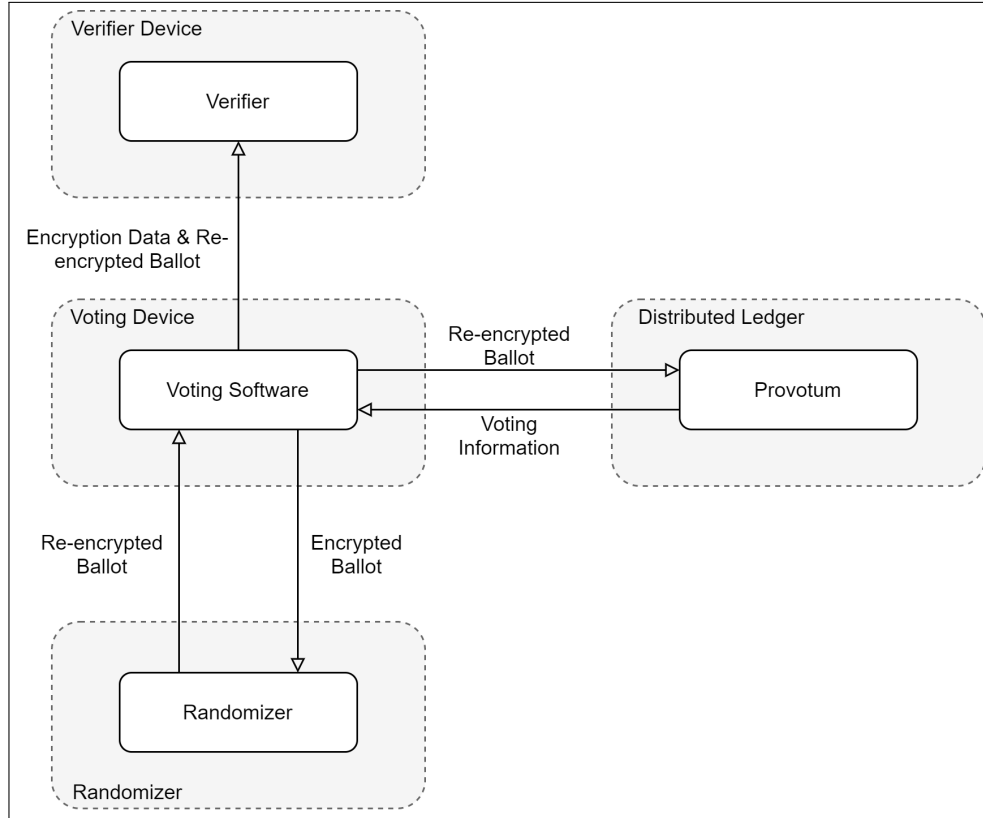 Verifier Device
Verifier
Encryption Data & Re-
encrypted Ballot
Voting Device
Voting Software
Re-encrypted
Ballot
Voting
Information
Distributed Ledger
Provotum
Re-encrypted
Ballot
Encrypted
Ballot
Randomizer
Randomizer